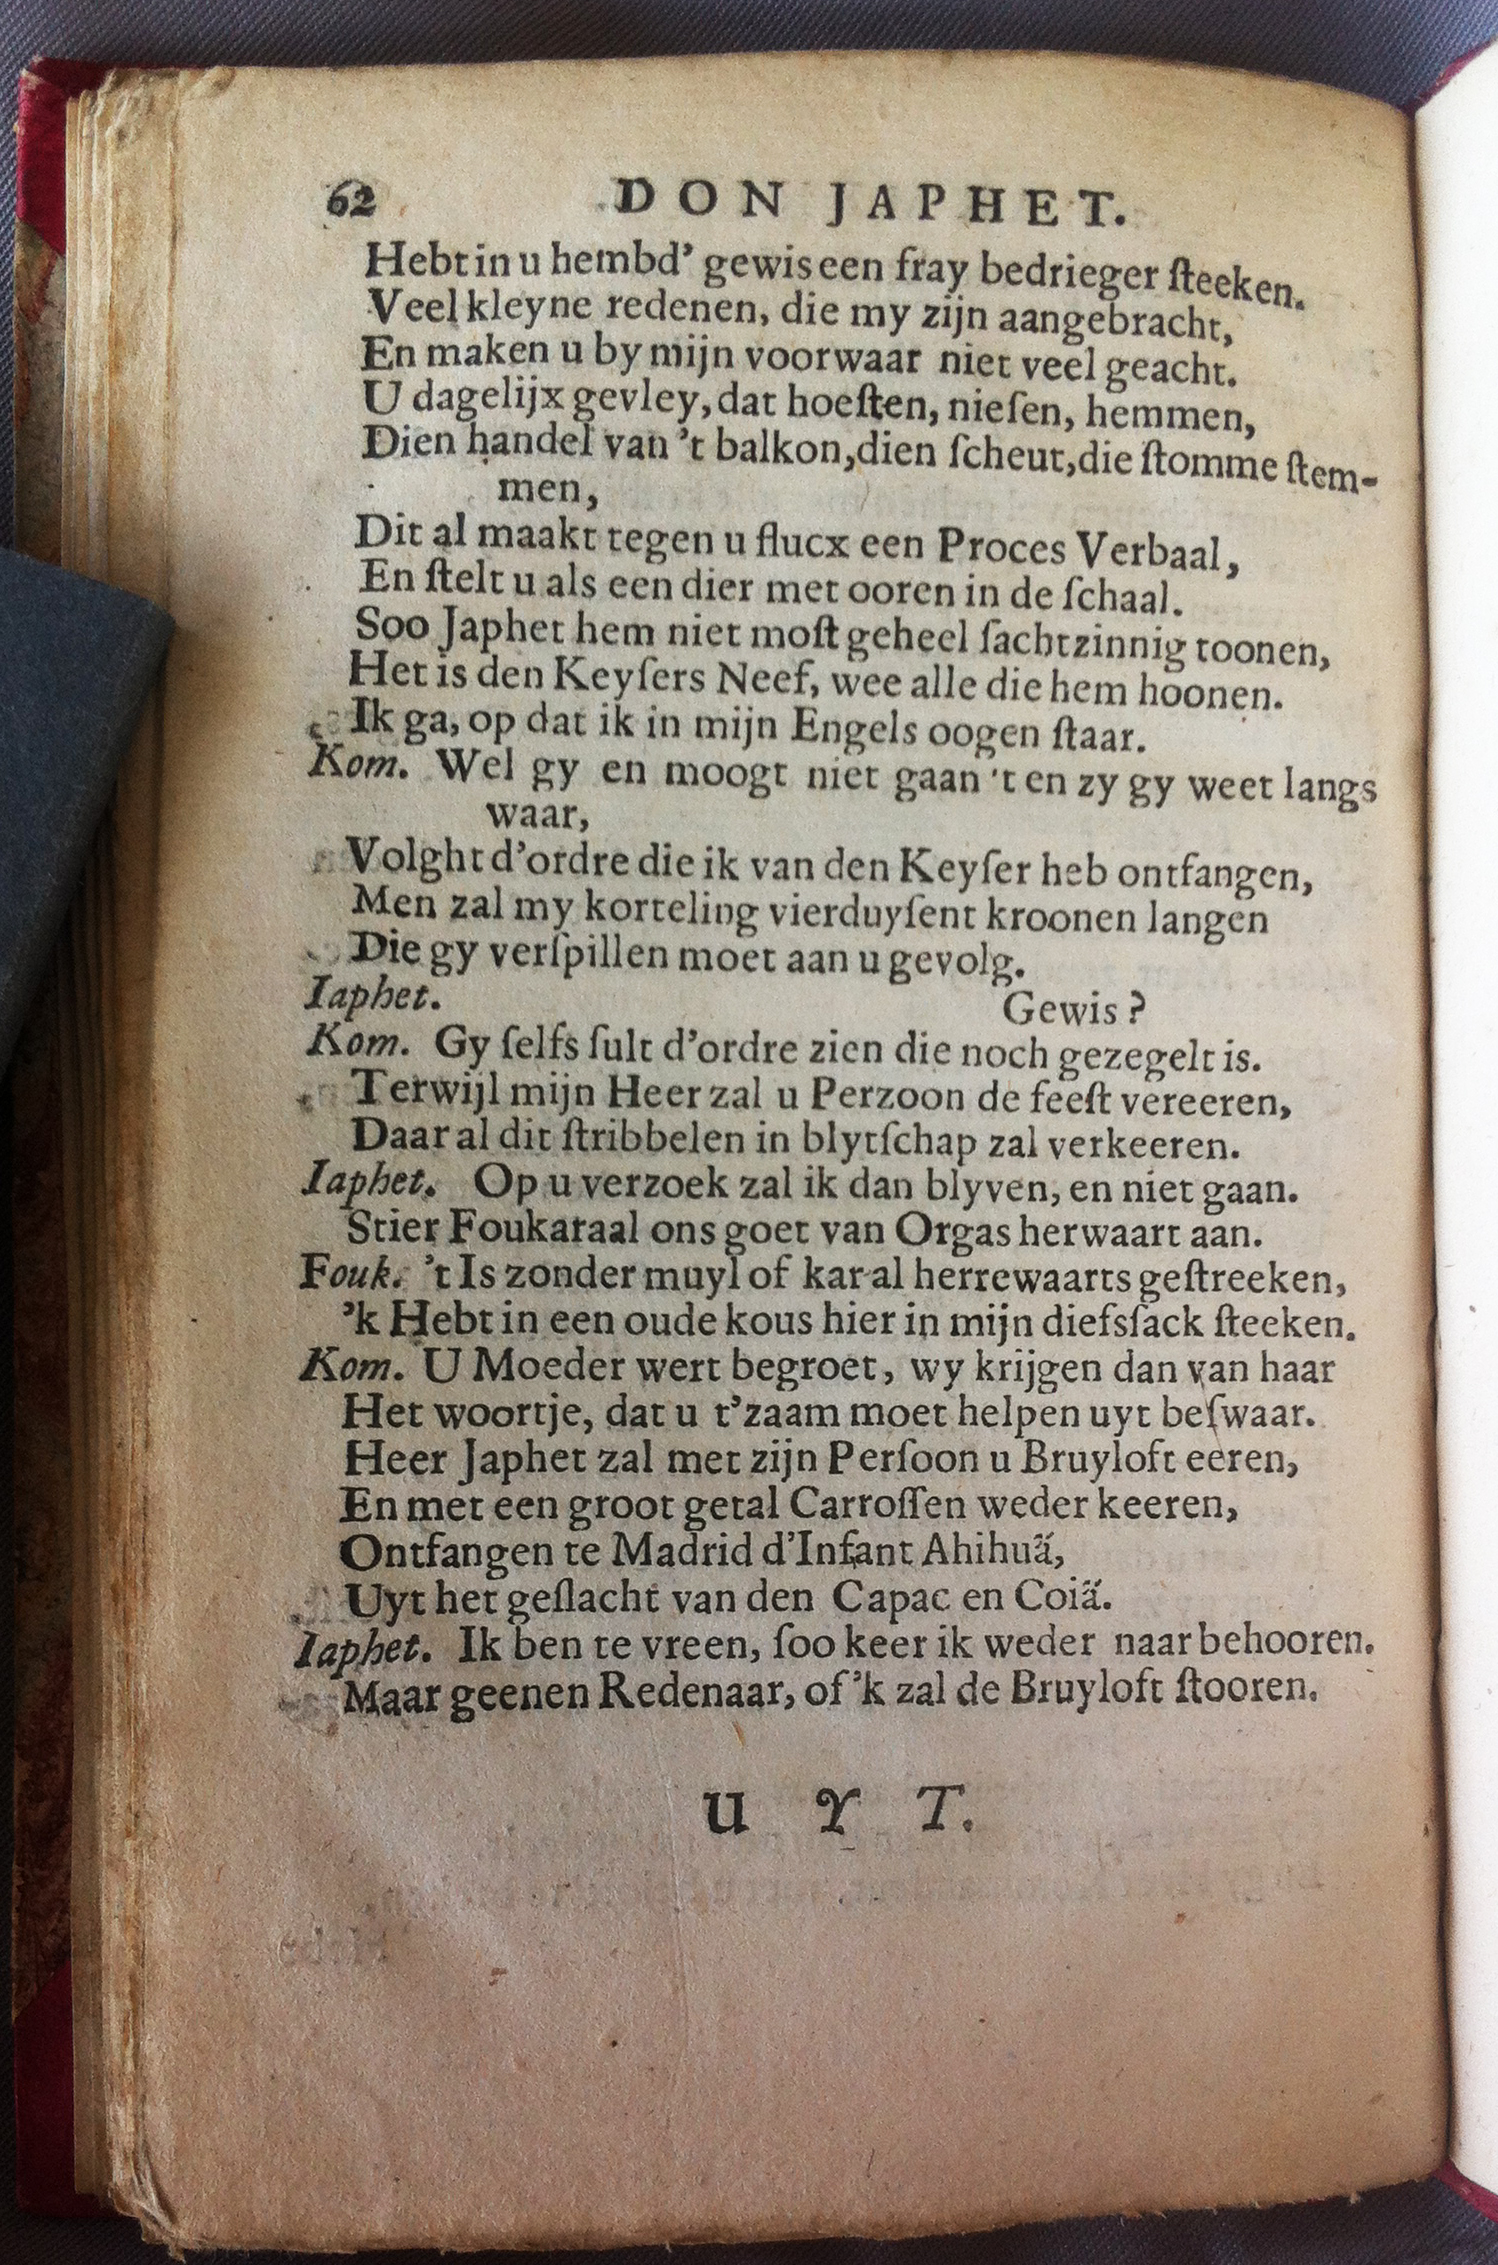 62 DON JAPHET.
Hebt in u hembd' gewis een fray bedrieger ſteeken.
Veel kleyne redenen, die my zijn aangebracht,
En maken u by mijn voorwaar niet veel geacht.
U dagelijx gevley, dat hoeſten, nieſen, hemmen,
Dien handel van 't balkon, dien ſcheut, die ſtomme ſtem-
men,
Dit al maakt tegen u flucx een Proces Verbaal,
En ſtelt u als een dier met ooren in de ſchaal.
Soo Japhet hem niet moſt geheel ſachtzinnig toonen,
Het is den Keyſers Neef, wee alle die hem hoonen.
Ik ga, op dat ik in mijn Engels oogen ſtaar.
Kom. Wel gy en moogt niet gaan 't en zy gy weet langs
waar,
Volght d'ordre die ik van den Keyſer heb ontfangen,
Men zal my korteling vierduyſent kroonen langen
Die gy verſpillen moet aan u gevolg.
Iaphet. Gewis?
Kom. Gy ſelfs ſult d'ordre zien die noch gezegelt is.
Terwijl mijn Heer zal u Perzoon de feeſt vereeren,
Daar al dit ſtribbelen in blytſchap zal verkeeren.
Iaphet. Op u verzoek zal ik dan blyven, en niet gaan.
Stier Foukaraal ons goet van Orgas herwaart aan.
Fouk. 't Is zonder muyl of kar al herrewaarts geſtreeken,
'k Hebt in een oude kous hier in mijn diefsſack ſteeken.
Kom. U Moeder wert begroet, wy krijgen dan van haar
Het woortje, dat u t'zaam moet helpen uyt beſwaar.
Heer Japhet zal met zijn Perſoon u Bruyloft eeren,
En met een groot getal Carroſſen weder keeren,
Ontfangen te Madrid d'Infant Ahihuä,
Uyt het geſlacht van den Capac en Coiä.
Iaphet. Ik ben te vreen, ſoo keer ik weder naar behooren.
Maar geenen Redenaar, of 'k zal de Bruyloft ſtooren.
UYT.